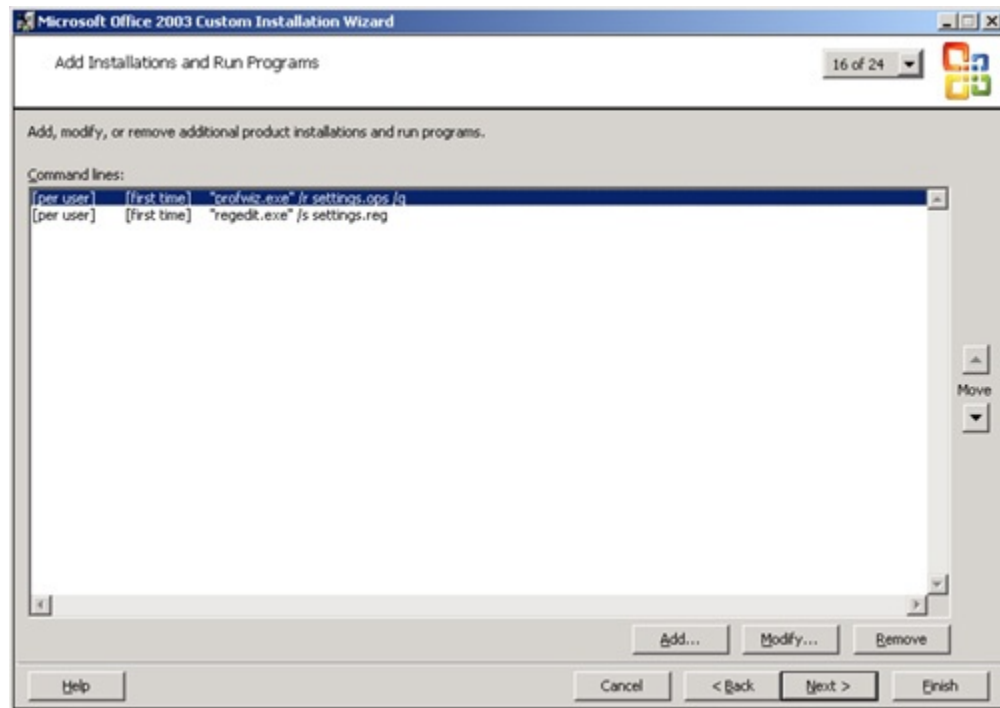 Microsoft Office 2003 Custom Installation Wizard
Add Installations and Run Programs
16 of 24
Add, modify, or remove additional product installations and run programs.
Command lines:
[per user] [first time] "profwiz.exe" /r settings.ops /q
[per user] [first time] "regedit.exe" /s settings.reg
Move
Add... Modify... Remove
Help Cancel < Back Next > Finish